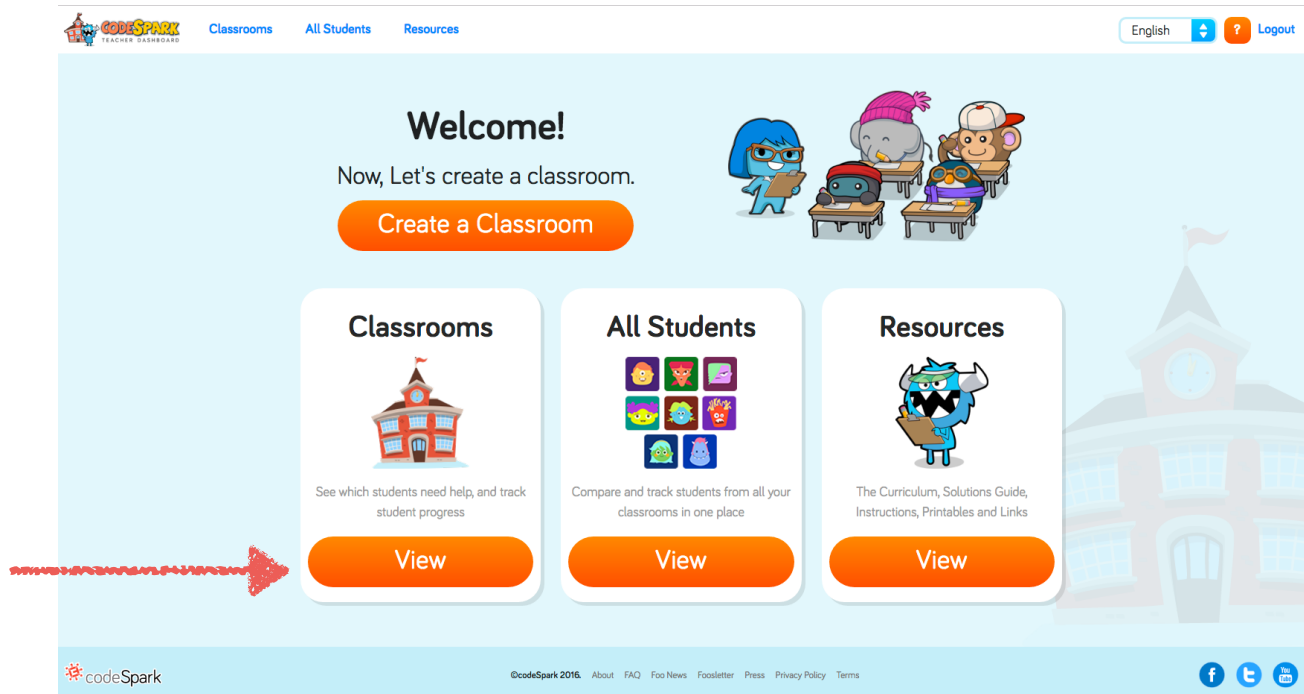 CODESPARK
TEACHER DASHBOARD
Classrooms All Students Resources
English ? Logout
Welcome!
Now, Let's create a classroom.
Create a Classroom
Classrooms
See which students need help, and track
student progress
View
All Students
Compare and track students from all your
classrooms in one place
View
Resources
The Curriculum, Solutions Guide,
Instructions, Printables and Links
View
codeSpark
©codeSpark 2016. About FAQ Foo News Foosletter Press Privacy Policy Terms
f You Tube